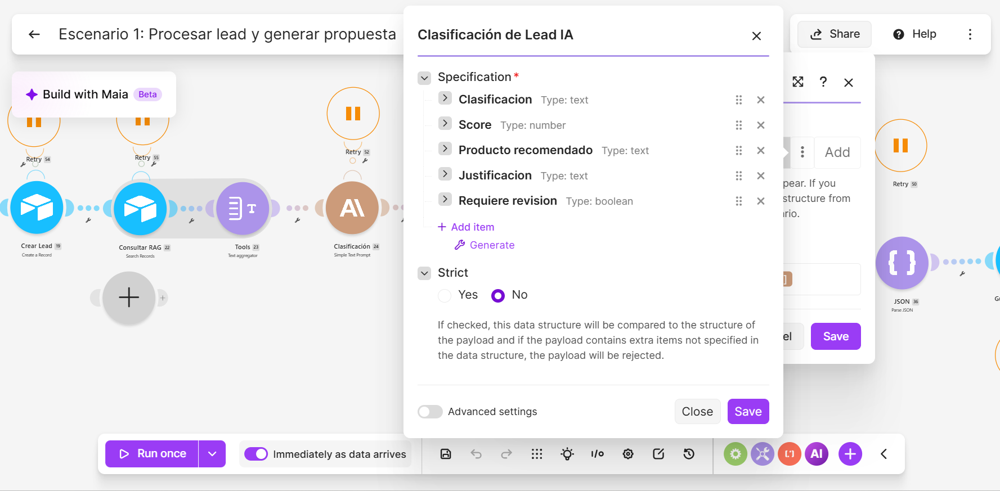 Escenario 1: Procesar lead y generar propuesta
Share
Help
Build with Maia Beta
Clasificación de Lead IA
Specification *
Clasificacion Type: text
Score Type: number
Producto recomendado Type: text
Justificacion Type: text
Requiere revision Type: boolean
Add item
Generate
Strict
Yes
No
If checked, this data structure will be compared to the structure of
the payload and if the payload contains extra items not specified in
the data structure, the payload will be rejected.
Advanced settings
Close
Save
Add
pear. If you
structure from
rio.
]
el
Save
Retry 54
Retry 55
Retry 52
Retry 50
Crear Lead 19
Create a Record
Consultar RAG 22
Search Records
T
Tools 23
Text aggregator
A\
Clasificación 24
Simple Text Prompt
{ }
JSON 36
Parse JSON
Run once
Immediately as data arrives
AI